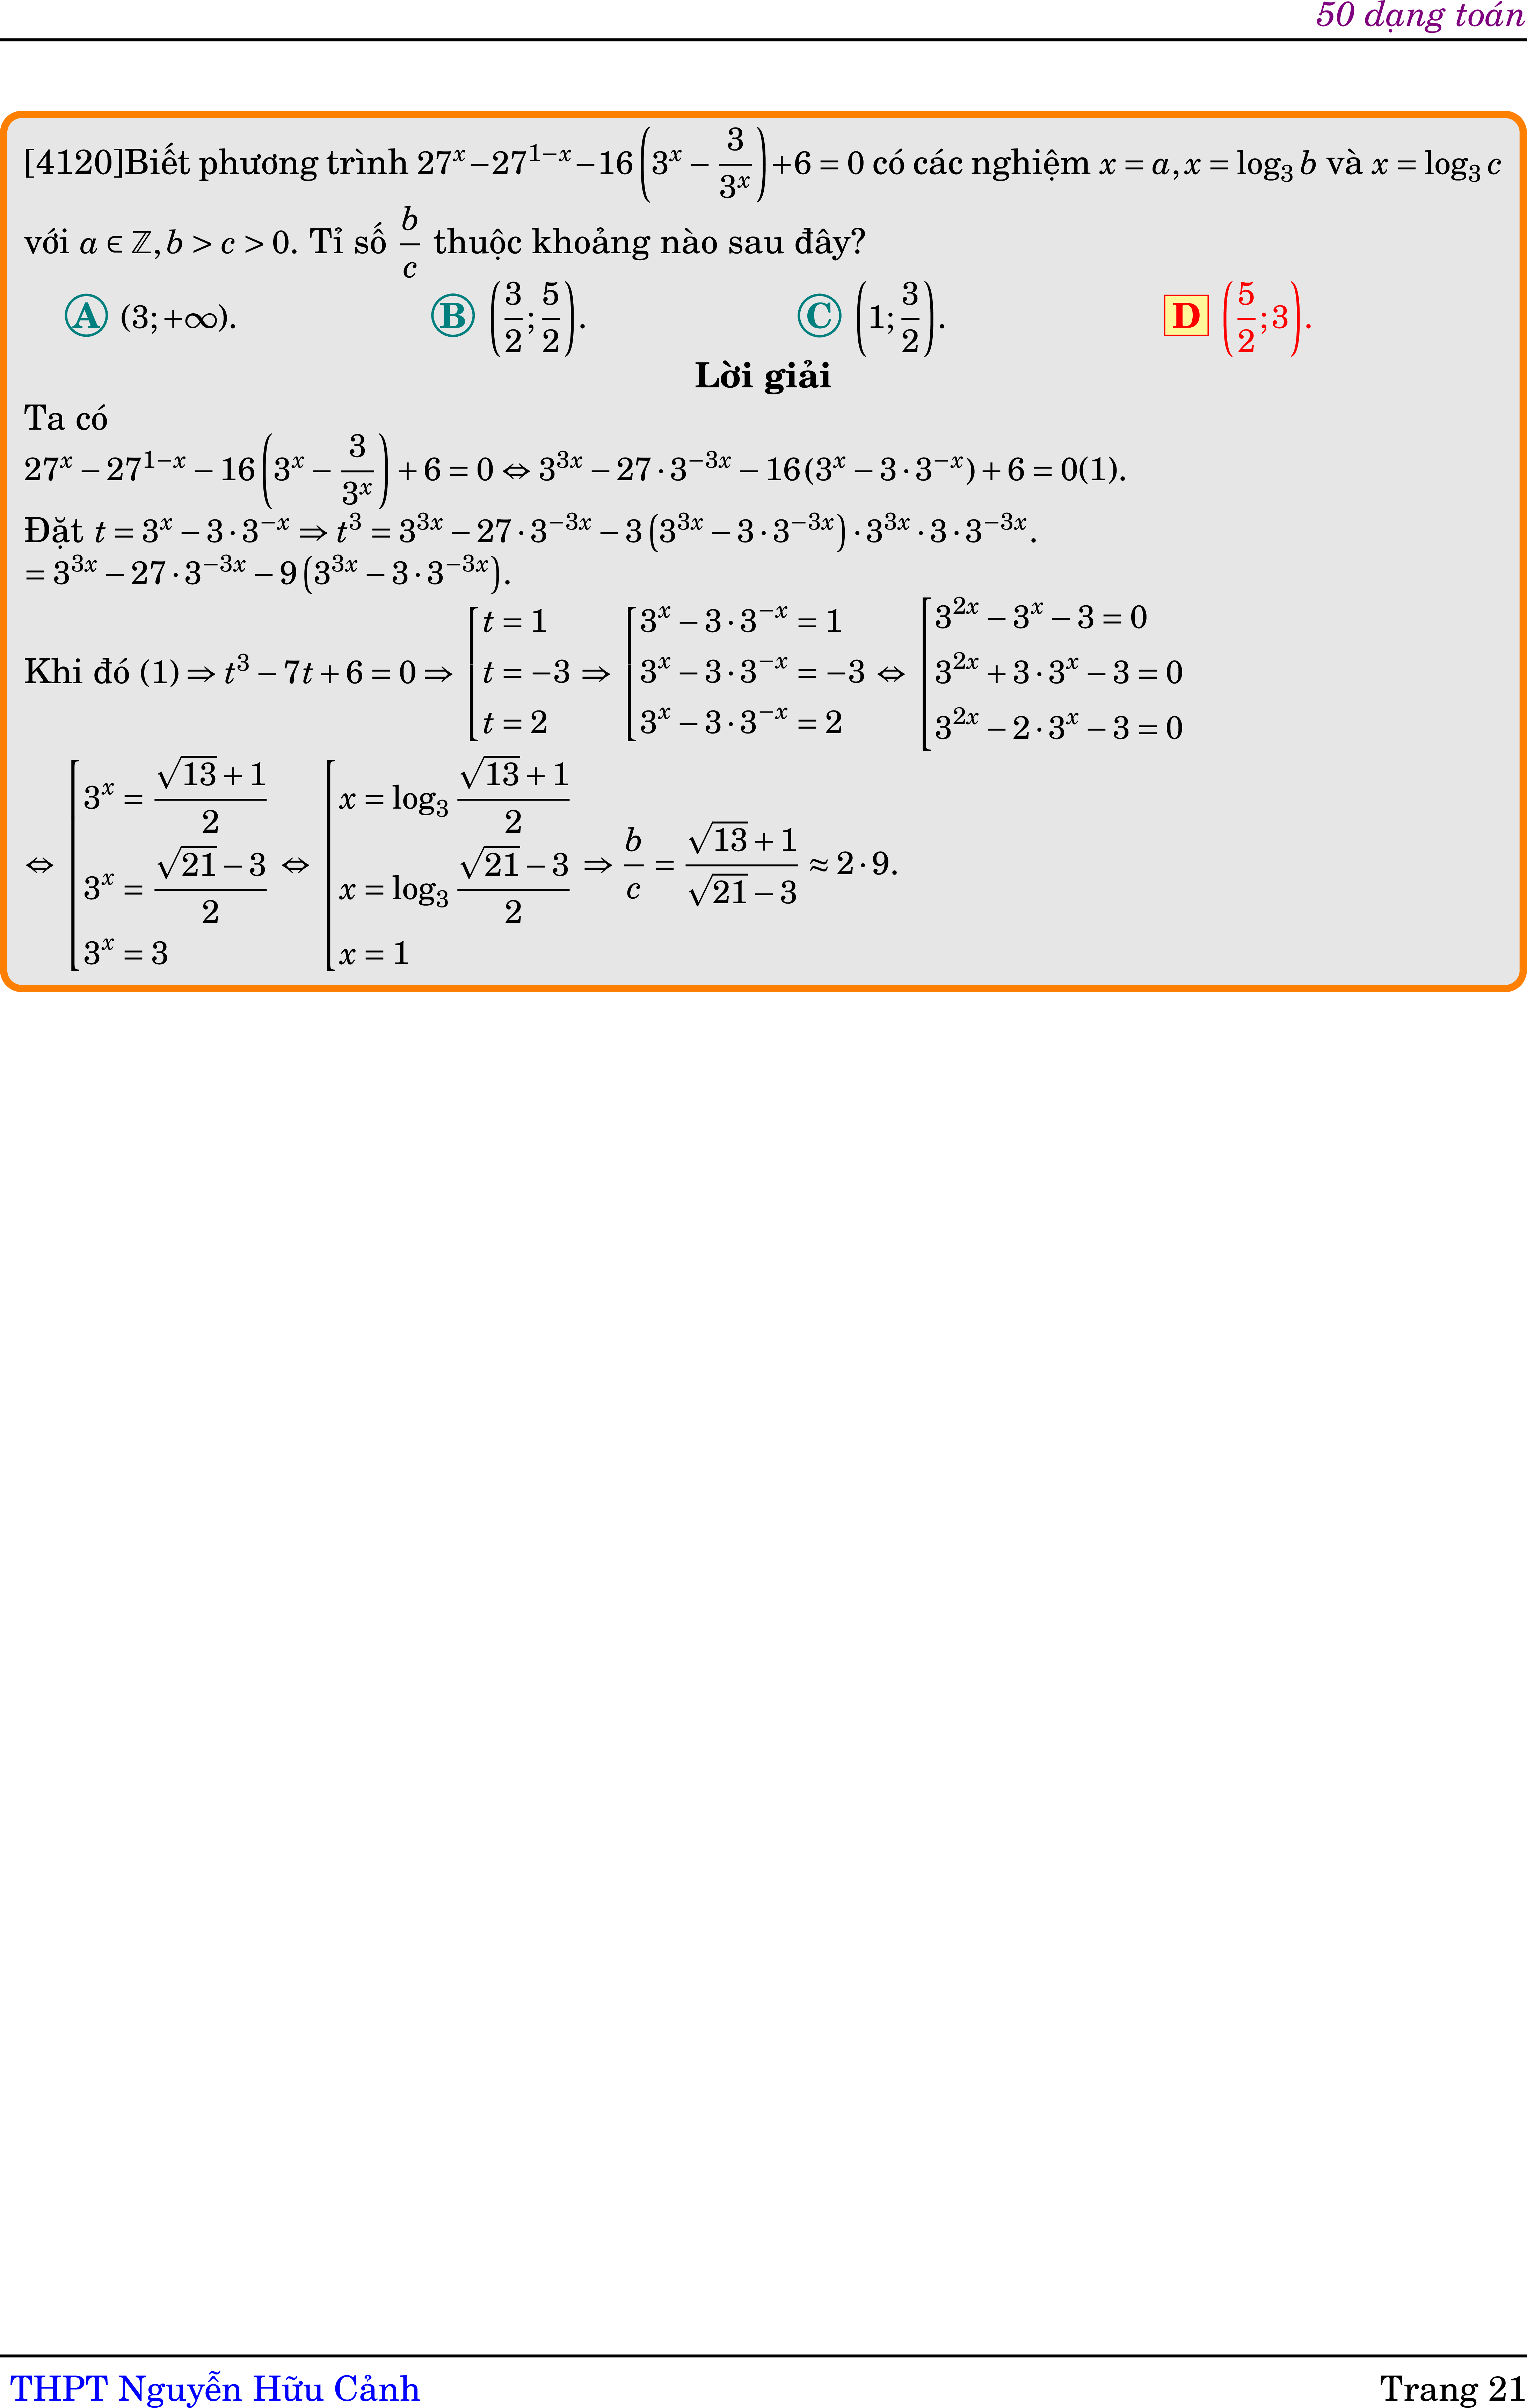 50 dạng toán
[4120]Biết phương trình $27^x - 27^{1-x} - 16\left(3^x - \dfrac{3}{3^x}\right) + 6 = 0$ có các nghiệm $x = a, x = \log_3 b$ và $x = \log_3 c$
với $a \in \mathbb{Z}, b > c > 0$. Tỉ số $\dfrac{b}{c}$ thuộc khoảng nào sau đây?
A $(3; +\infty)$. B $\left(\dfrac{3}{2}; \dfrac{5}{2}\right)$. C $\left(1; \dfrac{3}{2}\right)$. D $\left(\dfrac{5}{2}; 3\right)$.
Lời giải
Ta có
$27^x - 27^{1-x} - 16\left(3^x - \dfrac{3}{3^x}\right) + 6 = 0 \Leftrightarrow 3^{3x} - 27 \cdot 3^{-3x} - 16(3^x - 3 \cdot 3^{-x}) + 6 = 0(1)$.
Đặt $t = 3^x - 3 \cdot 3^{-x} \Rightarrow t^3 = 3^{3x} - 27 \cdot 3^{-3x} - 3\left(3^{3x} - 3 \cdot 3^{-3x}\right) \cdot 3^{3x} \cdot 3 \cdot 3^{-3x}$.
$= 3^{3x} - 27 \cdot 3^{-3x} - 9\left(3^{3x} - 3 \cdot 3^{-3x}\right)$.
Khi đó $(1) \Rightarrow t^3 - 7t + 6 = 0 \Rightarrow \left[\begin{array}{l} t = 1 \\ t = -3 \\ t = 2 \end{array}\right. \Rightarrow \left[\begin{array}{l} 3^x - 3 \cdot 3^{-x} = 1 \\ 3^x - 3 \cdot 3^{-x} = -3 \\ 3^x - 3 \cdot 3^{-x} = 2 \end{array}\right. \Leftrightarrow \left[\begin{array}{l} 3^{2x} - 3^x - 3 = 0 \\ 3^{2x} + 3 \cdot 3^x - 3 = 0 \\ 3^{2x} - 2 \cdot 3^x - 3 = 0 \end{array}\right.$
$\Leftrightarrow \left[\begin{array}{l} 3^x = \dfrac{\sqrt{13} + 1}{2} \\ 3^x = \dfrac{\sqrt{21} - 3}{2} \\ 3^x = 3 \end{array}\right. \Leftrightarrow \left[\begin{array}{l} x = \log_3 \dfrac{\sqrt{13} + 1}{2} \\ x = \log_3 \dfrac{\sqrt{21} - 3}{2} \\ x = 1 \end{array}\right. \Rightarrow \dfrac{b}{c} = \dfrac{\sqrt{13} + 1}{\sqrt{21} - 3} \approx 2 \cdot 9$.
THPT Nguyễn Hữu Cảnh
Trang 21